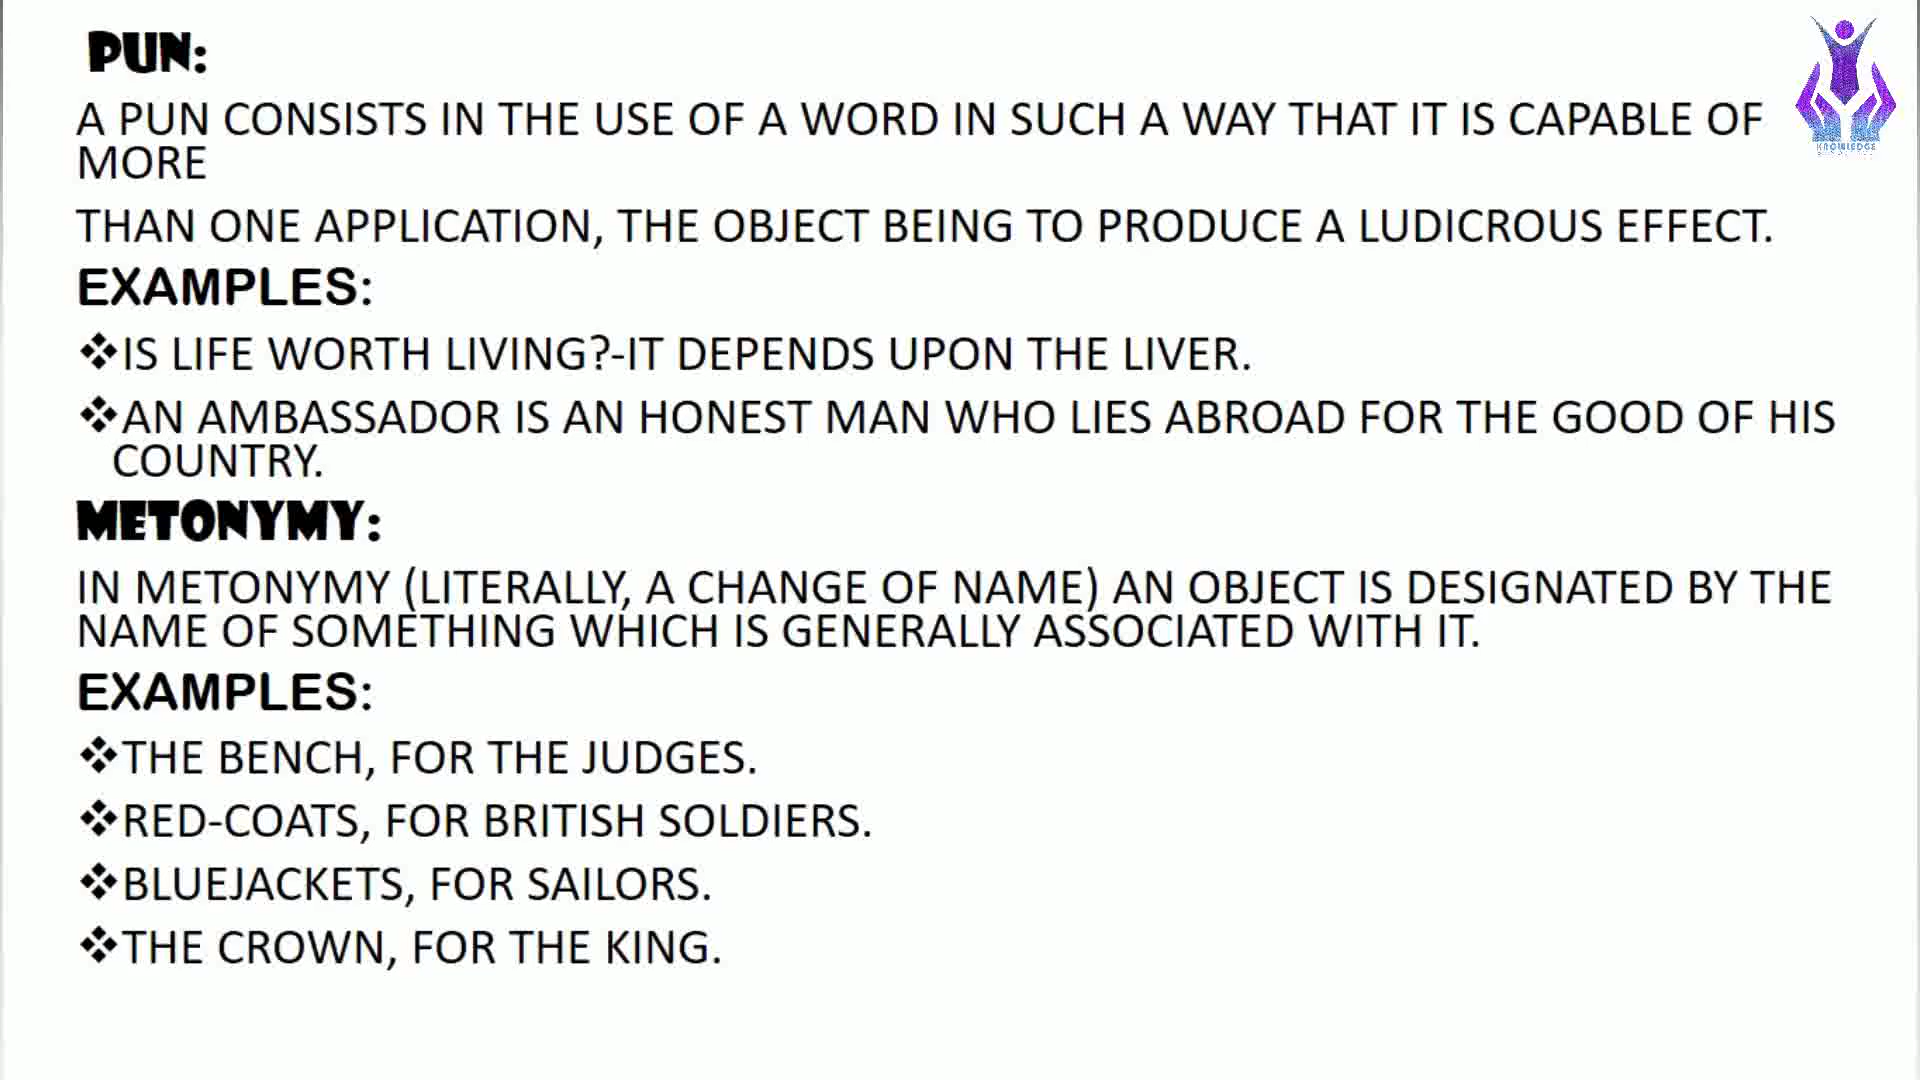 PUN:
A PUN CONSISTS IN THE USE OF A WORD IN SUCH A WAY THAT IT IS CAPABLE OF
MORE
THAN ONE APPLICATION, THE OBJECT BEING TO PRODUCE A LUDICROUS EFFECT.
EXAMPLES:
❖IS LIFE WORTH LIVING?-IT DEPENDS UPON THE LIVER.
❖AN AMBASSADOR IS AN HONEST MAN WHO LIES ABROAD FOR THE GOOD OF HIS
COUNTRY.
METONYMY:
IN METONYMY (LITERALLY, A CHANGE OF NAME) AN OBJECT IS DESIGNATED BY THE
NAME OF SOMETHING WHICH IS GENERALLY ASSOCIATED WITH IT.
EXAMPLES:
❖THE BENCH, FOR THE JUDGES.
❖RED-COATS, FOR BRITISH SOLDIERS.
❖BLUEJACKETS, FOR SAILORS.
❖THE CROWN, FOR THE KING.
KNOWLEDGE